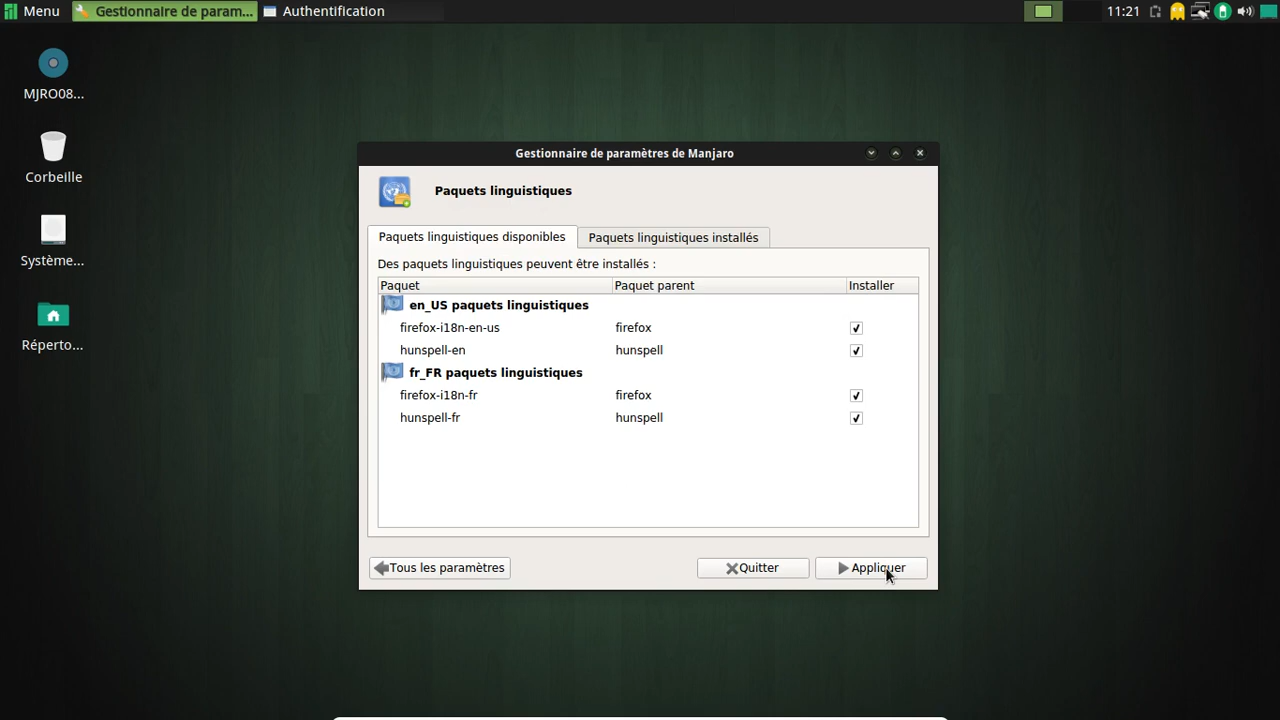 Menu
Gestionnaire de param...
Authentification
11:21
MJRO08...
Corbeille
Système...
Réperto...
Gestionnaire de paramètres de Manjaro
Paquets linguistiques
Paquets linguistiques disponibles
Paquets linguistiques installés
Des paquets linguistiques peuvent être installés :
Paquet Paquet parent Installer
en_US paquets linguistiques
firefox-i18n-en-us firefox
hunspell-en hunspell
fr_FR paquets linguistiques
firefox-i18n-fr firefox
hunspell-fr hunspell
Tous les paramètres
Quitter
Appliquer